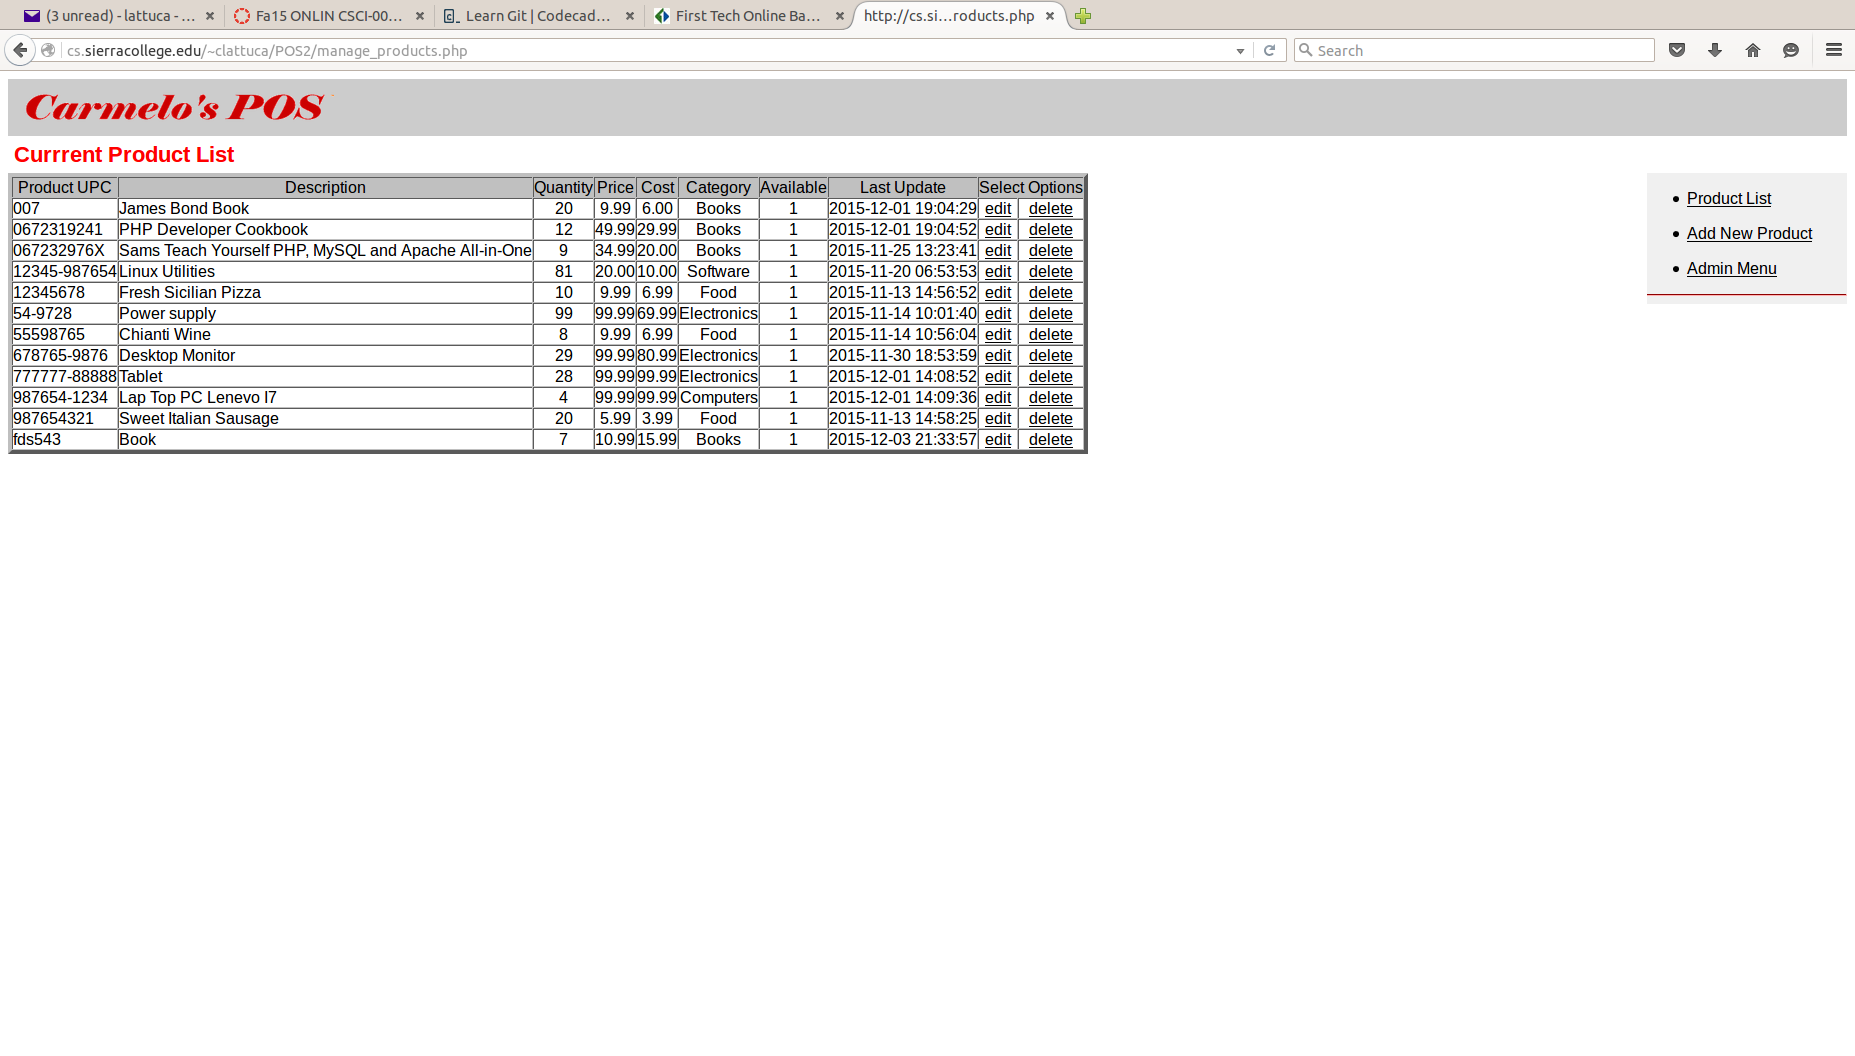 (3 unread) - lattuca - ... Fa15 ONLIN CSCI-00... Learn Git | Codecad... First Tech Online Ba... http://cs.si...roducts.php
cs.sierracollege.edu/~clattuca/POS2/manage_products.php Search
Carmelo's POS
Currrent Product List
Product UPC Description Quantity Price Cost Category Available Last Update Select Options
007 James Bond Book 20 9.99 6.00 Books 1 2015-12-01 19:04:29 edit delete
0672319241 PHP Developer Cookbook 12 49.99 29.99 Books 1 2015-12-01 19:04:52 edit delete
067232976X Sams Teach Yourself PHP, MySQL and Apache All-in-One 9 34.99 20.00 Books 1 2015-11-25 13:23:41 edit delete
12345-987654 Linux Utilities 81 20.00 10.00 Software 1 2015-11-20 06:53:53 edit delete
12345678 Fresh Sicilian Pizza 10 9.99 6.99 Food 1 2015-11-13 14:56:52 edit delete
54-9728 Power supply 99 99.99 69.99 Electronics 1 2015-11-14 10:01:40 edit delete
55598765 Chianti Wine 8 9.99 6.99 Food 1 2015-11-14 10:56:04 edit delete
678765-9876 Desktop Monitor 29 99.99 80.99 Electronics 1 2015-11-30 18:53:59 edit delete
777777-88888 Tablet 28 99.99 99.99 Electronics 1 2015-12-01 14:08:52 edit delete
987654-1234 Lap Top PC Lenevo I7 4 99.99 99.99 Computers 1 2015-12-01 14:09:36 edit delete
987654321 Sweet Italian Sausage 20 5.99 3.99 Food 1 2015-11-13 14:58:25 edit delete
fds543 Book 7 10.99 15.99 Books 1 2015-12-03 21:33:57 edit delete
Product List
Add New Product
Admin Menu